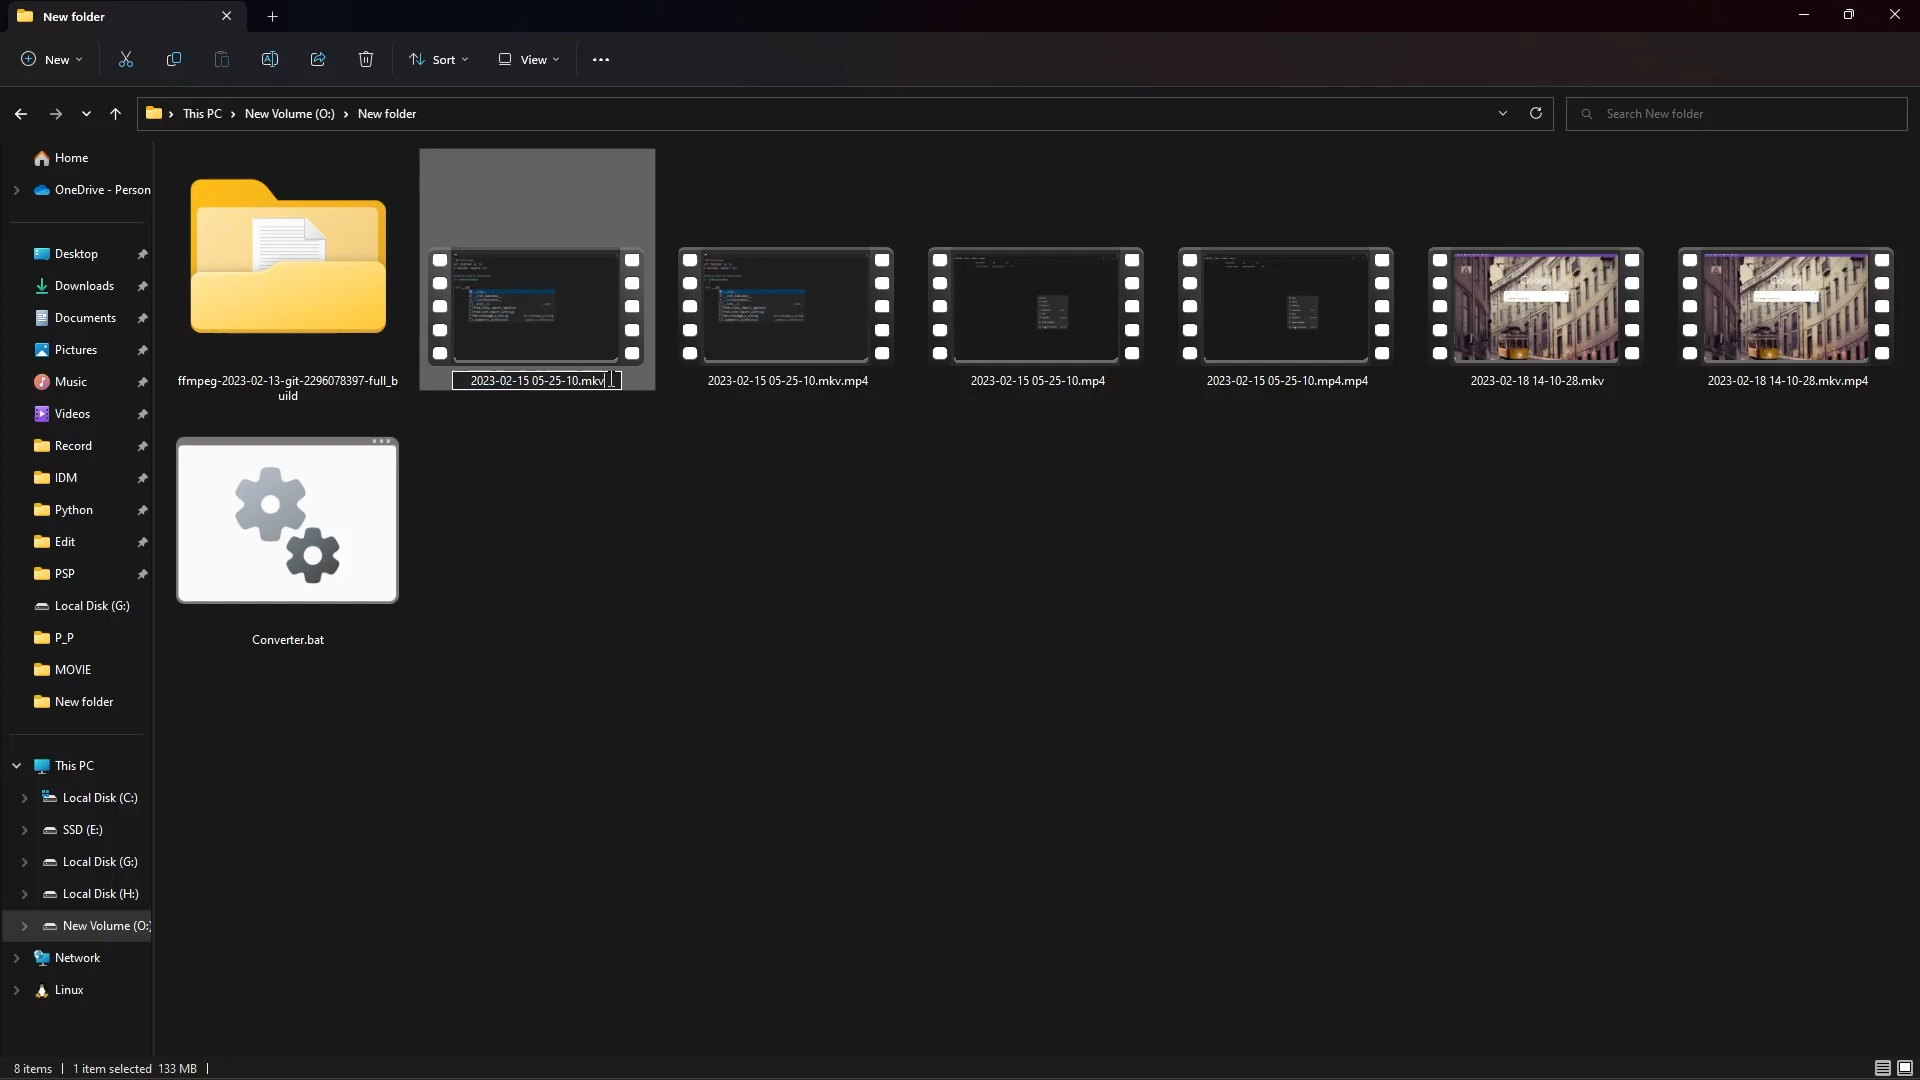 New folder
New
Sort
View
This PC
New Volume (O:)
New folder
Search New folder
Home
OneDrive - Person
Desktop
Downloads
Documents
Pictures
Music
Videos
Record
IDM
Python
Edit
PSP
Local Disk (G:)
P_P
MOVIE
New folder
This PC
Local Disk (C:)
SSD (E:)
Local Disk (G:)
Local Disk (H:)
New Volume (O:)
Network
Linux
ffmpeg-2023-02-13-git-2296078397-full_b
uild
2023-02-15 05-25-10.mkv
2023-02-15 05-25-10.mkv.mp4
2023-02-15 05-25-10.mp4
2023-02-15 05-25-10.mp4.mp4
2023-02-18 14-10-28.mkv
2023-02-18 14-10-28.mkv.mp4
Converter.bat
8 items
1 item selected 133 MB